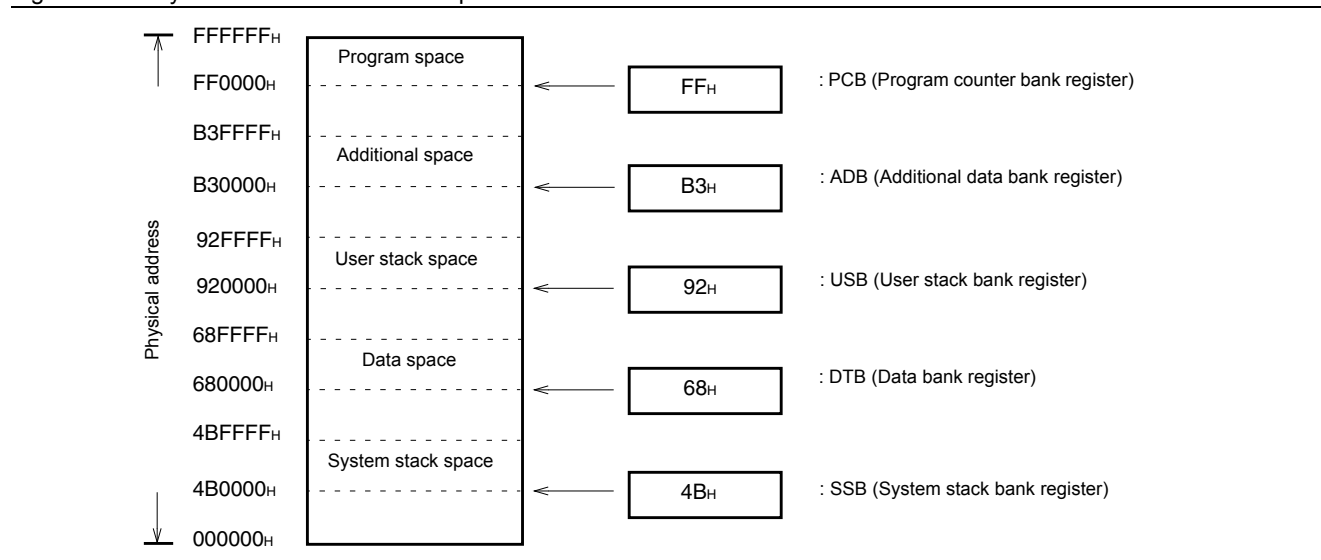 FFFFFFH
Program space
FF0000H
FFH
: PCB (Program counter bank register)
B3FFFFH
Additional space
B30000H
B3H
: ADB (Additional data bank register)
92FFFFH
User stack space
920000H
92H
: USB (User stack bank register)
68FFFFH
Data space
680000H
68H
: DTB (Data bank register)
4BFFFFH
System stack space
4B0000H
4BH
: SSB (System stack bank register)
000000H
Physical address